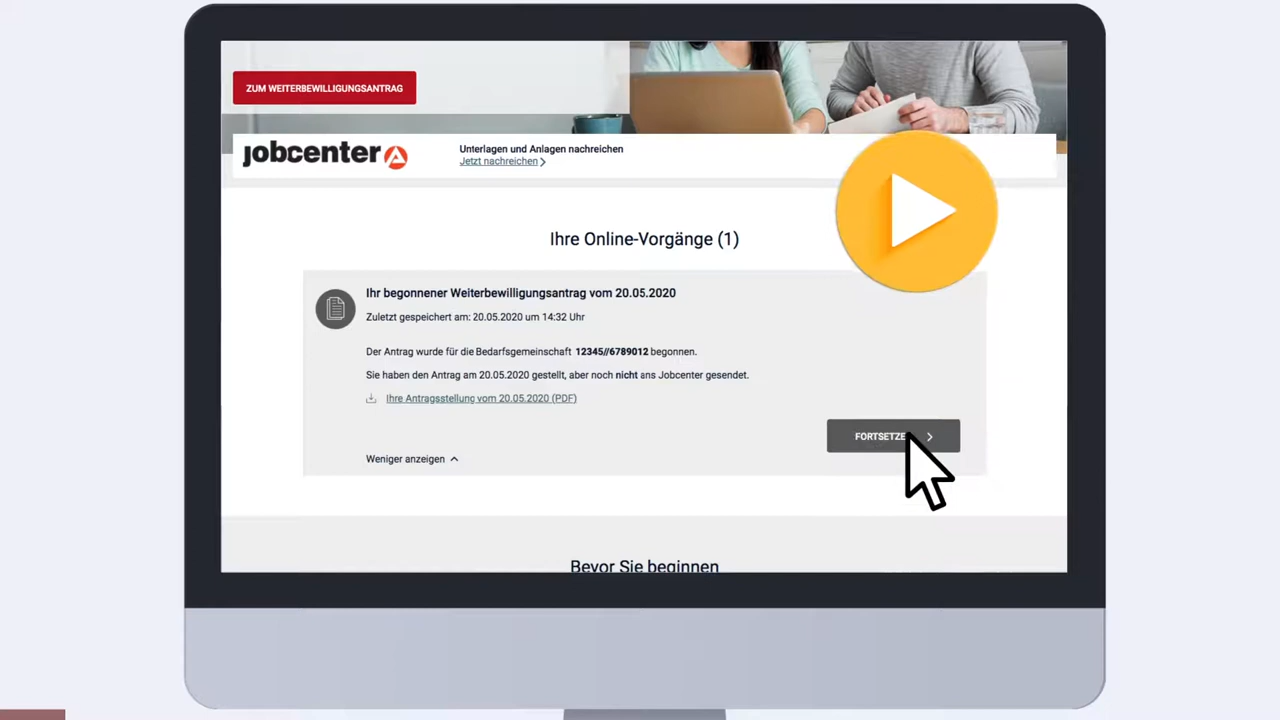 ZUM WEITERBEWILLIGUNGSANTRAG
jobcenter
Unterlagen und Anlagen nachreichen
Jetzt nachreichen
Ihre Online-Vorgänge (1)
Ihr begonnener Weiterbewilligungsantrag vom 20.05.2020
Zuletzt gespeichert am: 20.05.2020 um 14:32 Uhr
Der Antrag wurde für die Bedarfsgemeinschaft 12345//6789012 begonnen.
Sie haben den Antrag am 20.05.2020 gestellt, aber noch nicht ans Jobcenter gesendet.
Ihre Antragsstellung vom 20.05.2020 (PDF)
FORTSETZE
Weniger anzeigen
Bevor Sie beginnen